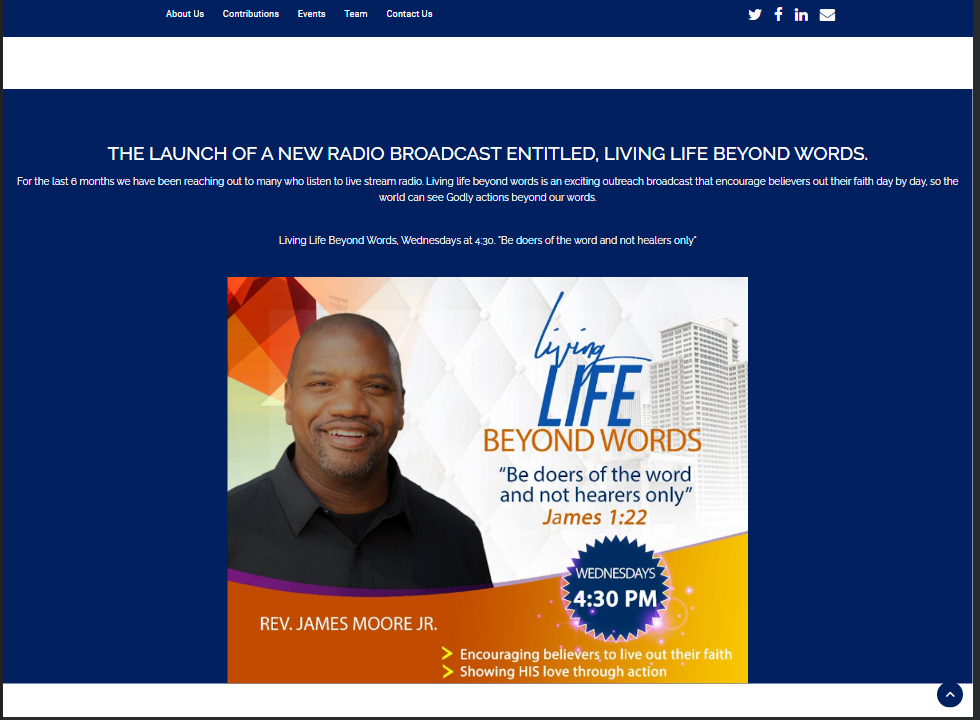 About Us Contributions Events Team Contact Us
THE LAUNCH OF A NEW RADIO BROADCAST ENTITLED, LIVING LIFE BEYOND WORDS.
For the last 6 months we have been reaching out to many who listen to live stream radio. Living life beyond words is an exciting outreach broadcast that encourage believers out their faith day by day, so the
world can see Godly actions beyond our words.
Living Life Beyond Words, Wednesdays at 4:30. "Be doers of the word and not healers only"
living
LIFE
BEYOND WORDS
“Be doers of the word
and not hearers only”
James 1:22
WEDNESDAYS
4:30 PM
REV. JAMES MOORE JR.
Encouraging believers to live out their faith
Showing HIS love through action